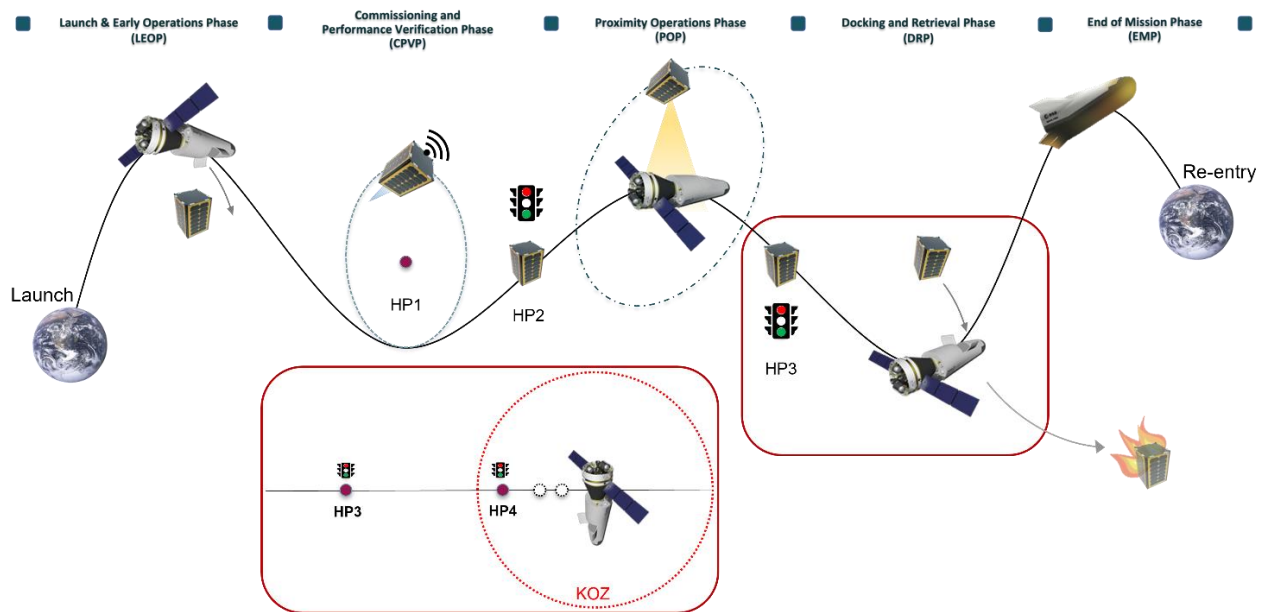 Launch & Early Operations Phase
(LEOP)
Commissioning and
Performance Verification Phase
(CPVP)
Proximity Operations Phase
(POP)
Docking and Retrieval Phase
(DRP)
End of Mission Phase
(EMP)
Launch
HP1
HP2
HP3
Re-entry
HP3
HP4
KOZ